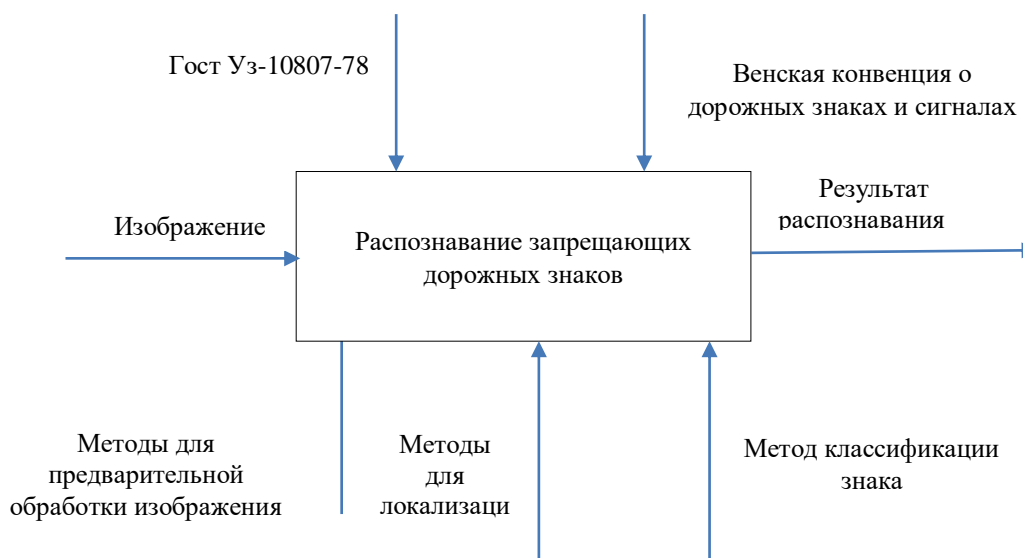 Гост Уз-10807-78
Венская конвенция о
дорожных знаках и сигналах
Изображение
Распознавание запрещающих
дорожных знаков
Результат
распознавания
Методы для
предварительной
обработки изображения
Методы
для
локализаци
Метод классификации
знака